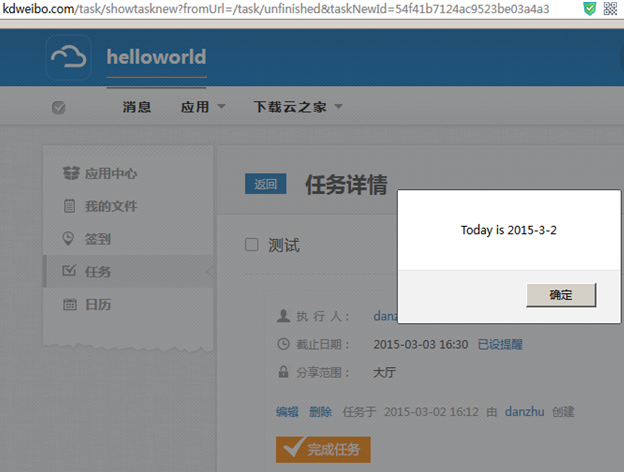 kdweibo.com/task/showtasknew?fromUrl=/task/unfinished&taskNewId=54f41b7124ac9523be03a4a3
helloworld
消息 应用 下载云之家
应用中心
我的文件
签到
任务
日历
返回 任务详情
测试
Today is 2015-3-2
确定
执 行 人： danz
截止日期： 2015-03-03 16:30 已设提醒
分享范围： 大厅
编辑 删除 任务于 2015-03-02 16:12 由 danzhu 创建
完成任务